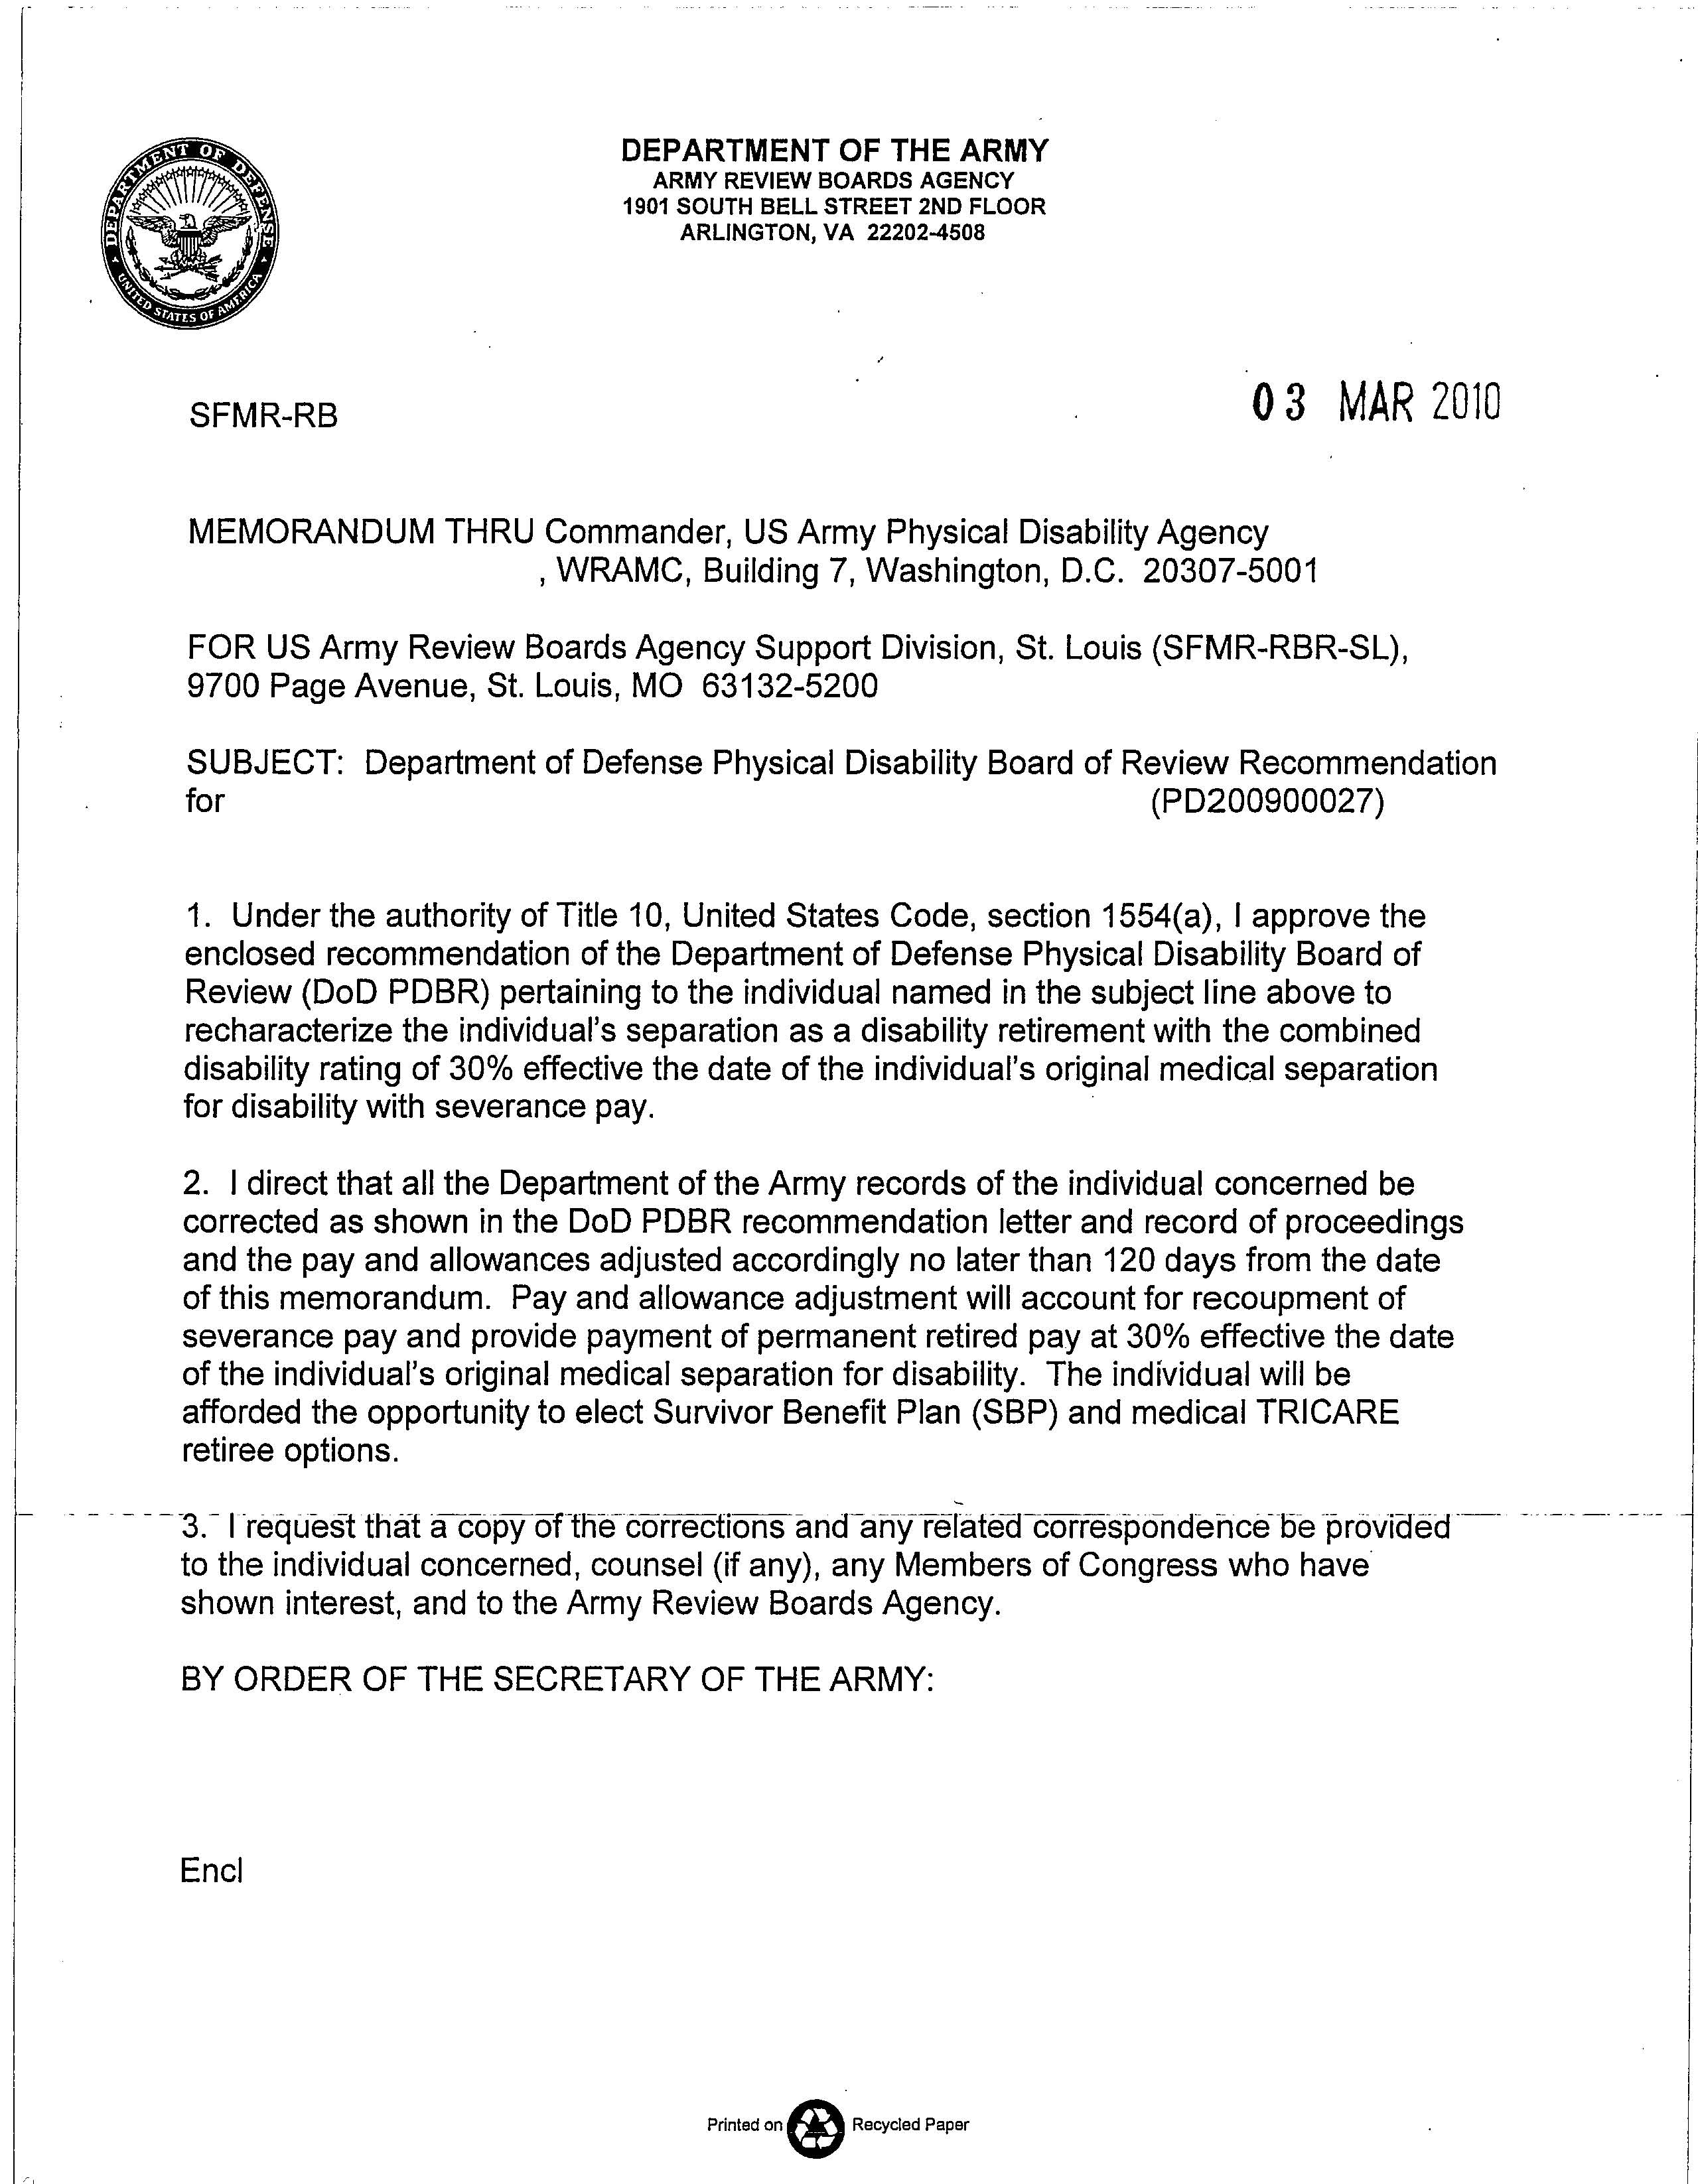 DEPARTMENT OF DEFENSE
UNITED STATES OF AMERICA
DEPARTMENT OF THE ARMY
ARMY REVIEW BOARDS AGENCY
1901 SOUTH BELL STREET 2ND FLOOR
ARLINGTON, VA 22202-4508
SFMR-RB
03 MAR 2010
MEMORANDUM THRU Commander, US Army Physical Disability Agency
, WRAMC, Building 7, Washington, D.C. 20307-5001
FOR US Army Review Boards Agency Support Division, St. Louis (SFMR-RBR-SL),
9700 Page Avenue, St. Louis, MO 63132-5200
SUBJECT: Department of Defense Physical Disability Board of Review Recommendation
for (PD200900027)
1. Under the authority of Title 10, United States Code, section 1554(a), I approve the
enclosed recommendation of the Department of Defense Physical Disability Board of
Review (DoD PDBR) pertaining to the individual named in the subject line above to
recharacterize the individual's separation as a disability retirement with the combined
disability rating of 30% effective the date of the individual's original medical separation
for disability with severance pay.
2. I direct that all the Department of the Army records of the individual concerned be
corrected as shown in the DoD PDBR recommendation letter and record of proceedings
and the pay and allowances adjusted accordingly no later than 120 days from the date
of this memorandum. Pay and allowance adjustment will account for recoupment of
severance pay and provide payment of permanent retired pay at 30% effective the date
of the individual's original medical separation for disability. The individual will be
afforded the opportunity to elect Survivor Benefit Plan (SBP) and medical TRICARE
retiree options.
3. I request that a copy of the corrections and any related correspondence be provided
to the individual concerned, counsel (if any), any Members of Congress who have
shown interest, and to the Army Review Boards Agency.
BY ORDER OF THE SECRETARY OF THE ARMY:
Encl
Printed on Recycled Paper